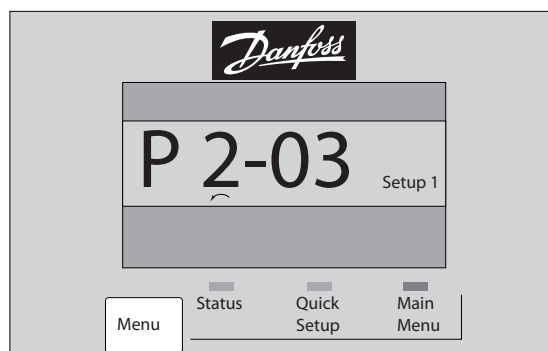 Danfoss
P 2-03
Setup 1
Status
Quick
Setup
Main
Menu
Menu